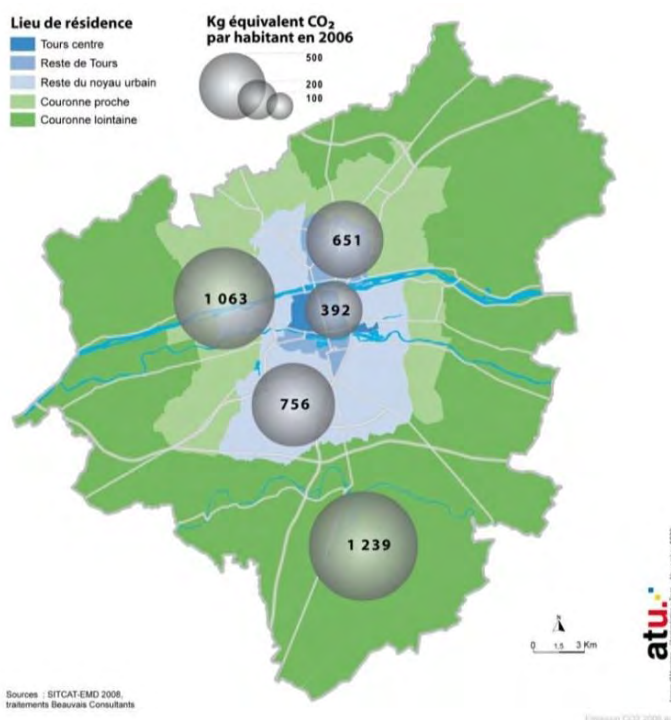 Lieu de résidence
Tours centre
Reste de Tours
Reste du noyau urbain
Couronne proche
Couronne lointaine
Kg équivalent CO₂
par habitant en 2006
500
200
100
651
1 063
392
756
1 239
N
0 1,5 3 Km
atu.
Sources : SITCAT-EMD 2008,
traitements Beauvais Consultants